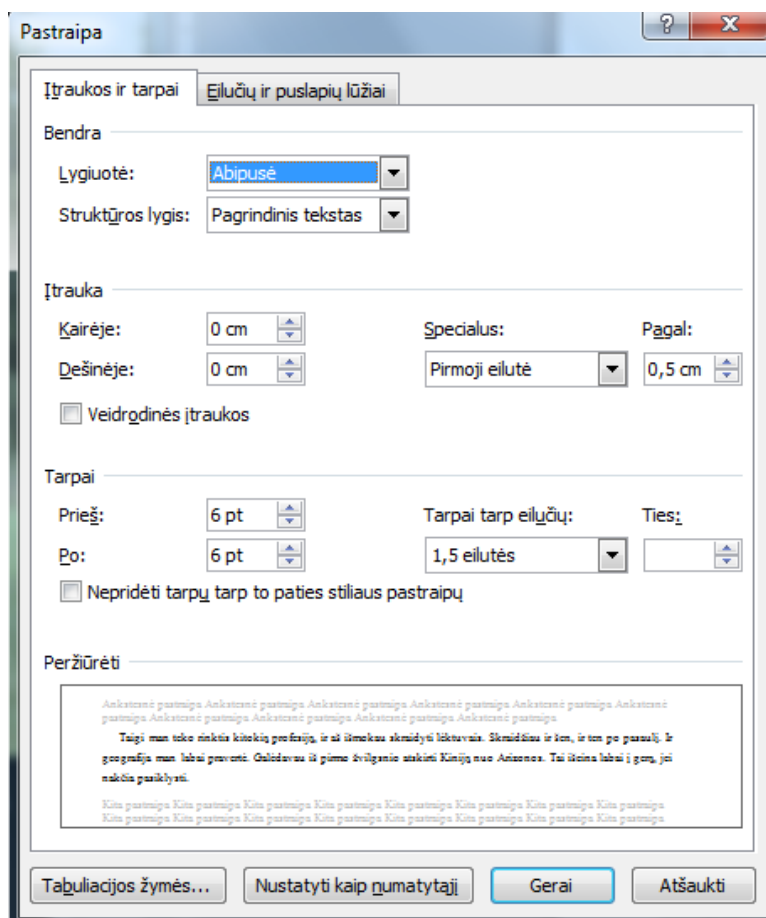 Pastraipa
Įtraukos ir tarpai Eilučių ir puslapių lūžiai
Bendra
Lygiuotė: Abipusė
Struktūros lygis: Pagrindinis tekstas
Įtrauka
Kairėje: 0 cm Specialus: Pagal:
Dešinėje: 0 cm Pirmoji eilutė 0,5 cm
Veidrodinės įtraukos
Tarpai
Prieš: 6 pt Tarpai tarp eilučių: Ties:
Po: 6 pt 1,5 eilutės
Nepridėti tarpų tarp to paties stiliaus pastraipų
Peržiūrėti
Ankstesnė pastraipa Ankstesnė pastraipa Ankstesnė pastraipa Ankstesnė pastraipa Ankstesnė pastraipa Ankstesnė
pastraipa Ankstesnė pastraipa Ankstesnė pastraipa Ankstesnė pastraipa Ankstesnė pastraipa
Taigi man teko rinktis kitokią profesiją, ir aš išmokau skraidyti lėktuvais. Skraidžiau ir šen, ir ten po pasaulį. Ir
geografija man labai pravertė. Galėdavau iš pirmo žvilgsnio atskirti Kiniją nuo Arizonos. Tai išeina labai į gerą, jei
nakčia pasiklysti.
Kita pastraipa Kita pastraipa Kita pastraipa Kita pastraipa Kita pastraipa Kita pastraipa Kita pastraipa Kita pastraipa
Kita pastraipa Kita pastraipa Kita pastraipa Kita pastraipa Kita pastraipa Kita pastraipa Kita pastraipa Kita pastraipa
Tabuliacijos žymės... Nustatyti kaip numatytąjį Gerai Atšaukti